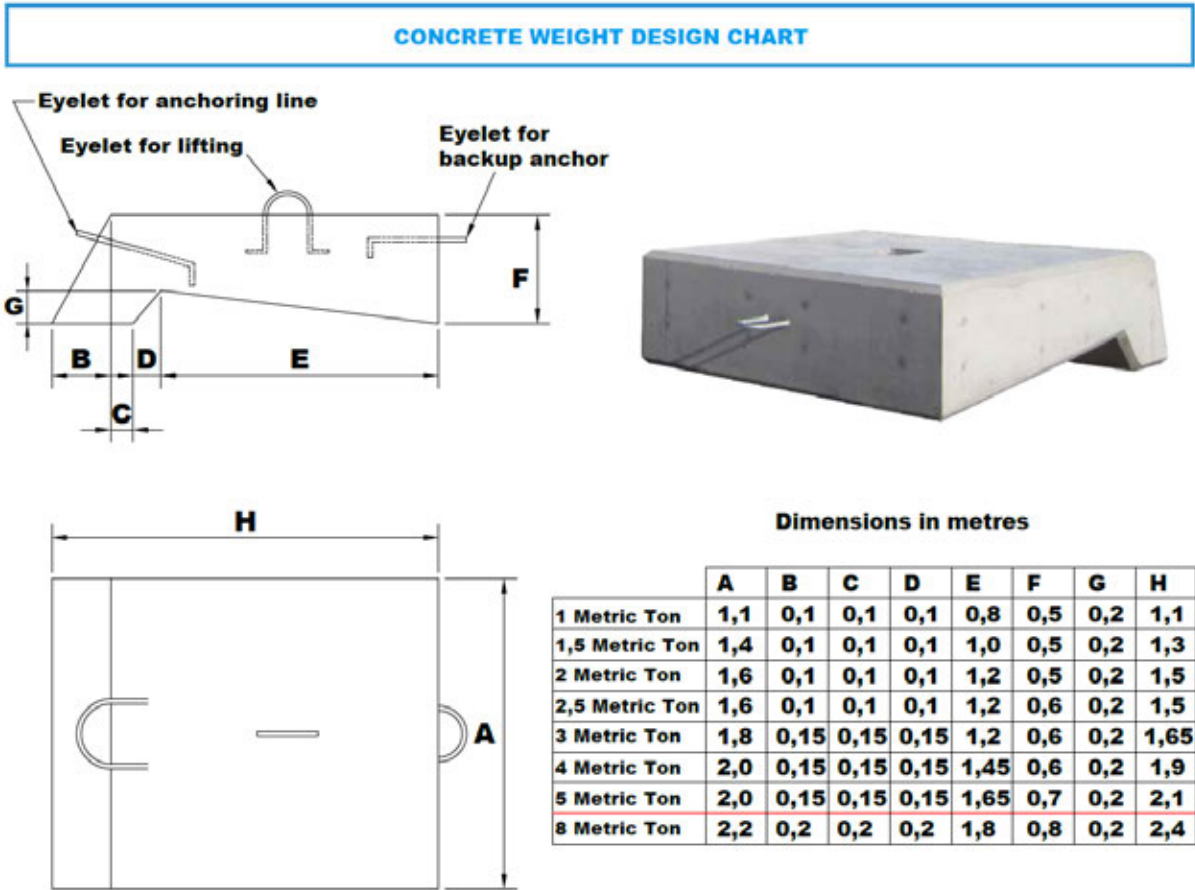 CONCRETE WEIGHT DESIGN CHART
Eyelet for anchoring line
Eyelet for lifting
Eyelet for
backup anchor
F
G
B
D
E
C
H
A
Dimensions in metres
A B C D E F G H
1 Metric Ton 1,1 0,1 0,1 0,1 0,8 0,5 0,2 1,1
1,5 Metric Ton 1,4 0,1 0,1 0,1 1,0 0,5 0,2 1,3
2 Metric Ton 1,6 0,1 0,1 0,1 1,2 0,5 0,2 1,5
2,5 Metric Ton 1,6 0,1 0,1 0,1 1,2 0,6 0,2 1,5
3 Metric Ton 1,8 0,15 0,15 0,15 1,2 0,6 0,2 1,65
4 Metric Ton 2,0 0,15 0,15 0,15 1,45 0,6 0,2 1,9
5 Metric Ton 2,0 0,15 0,15 0,15 1,65 0,7 0,2 2,1
8 Metric Ton 2,2 0,2 0,2 0,2 1,8 0,8 0,2 2,4